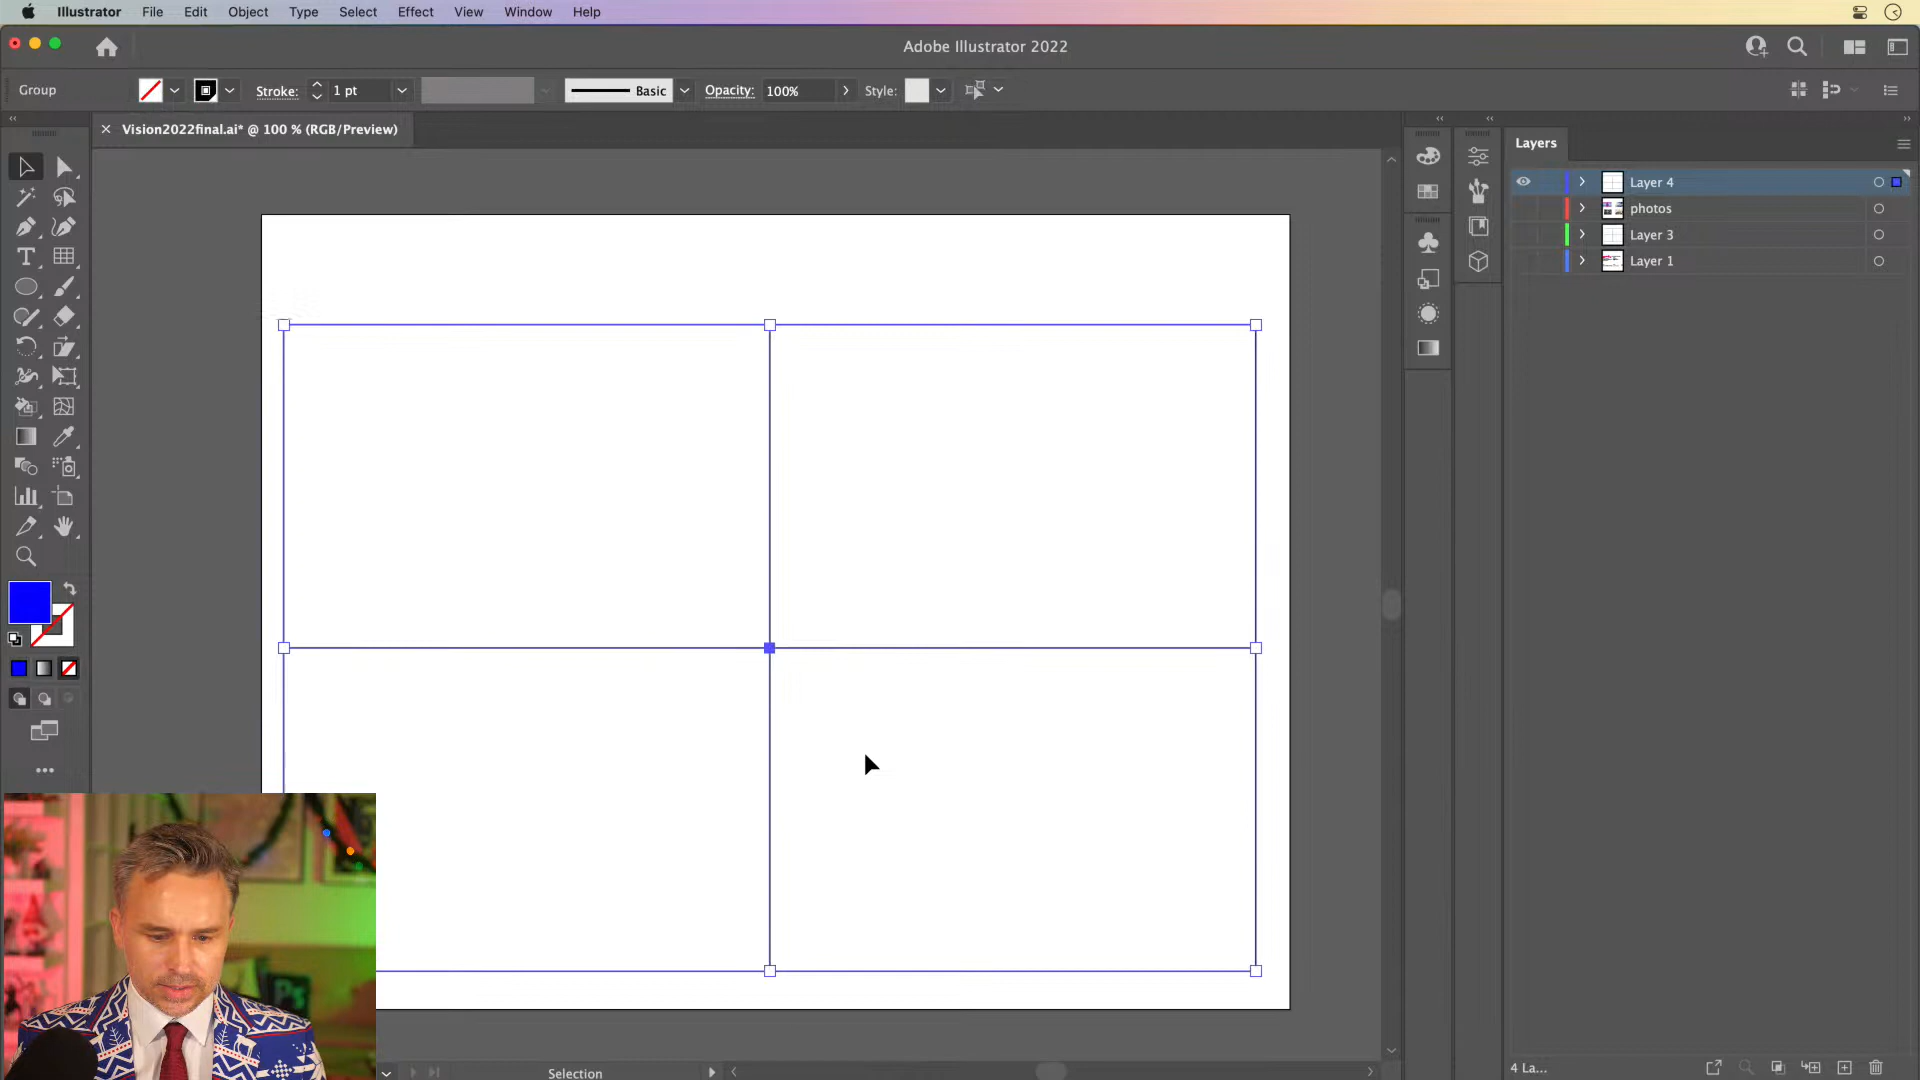 Illustrator File Edit Object Type Select Effect View Window Help
Adobe Illustrator 2022
Group Stroke: 1 pt Basic Opacity: 100% Style:
Vision2022final.ai* @ 100 % (RGB/Preview)
Layers
Layer 4
photos
Layer 3
Layer 1
Ps
Selection
4 La...